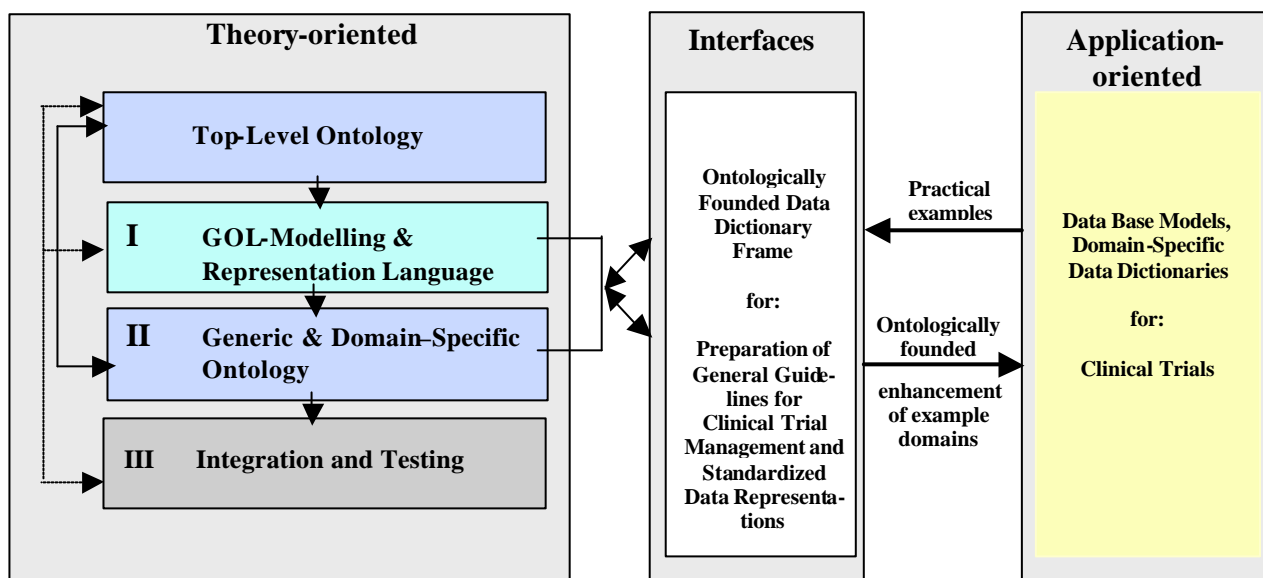 Theory-oriented
Top-Level Ontology
I GOL-Modelling &
Representation Language
II Generic & Domain–Specific
Ontology
III Integration and Testing
Interfaces
Ontologically
Founded Data
Dictionary
Frame
for:
Preparation of
General Guide-
lines for
Clinical Trial
Management and
Standardized
Data Representa-
tions
Practical
examples
Ontologically
founded
enhancement
of example
domains
Application-
oriented
Data Base Models,
Domain-Specific
Data Dictionaries
for:
Clinical Trials